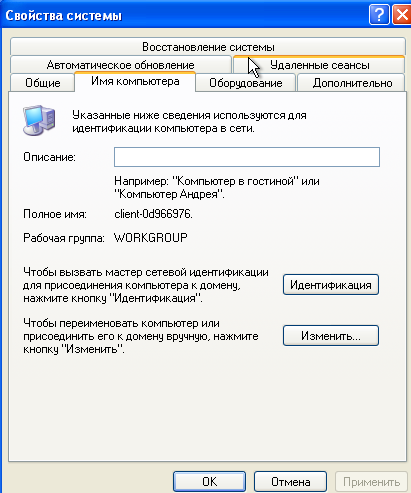 Свойства системы
Восстановление системы
Автоматическое обновление
Удаленные сеансы
Общие
Имя компьютера
Оборудование
Дополнительно
Указанные ниже сведения используются для
идентификации компьютера в сети.
Описание:
Например: "Компьютер в гостиной" или
"Компьютер Андрея".
Полное имя: client-0d966976.
Рабочая группа: WORKGROUP
Чтобы вызвать мастер сетевой идентификации
для присоединения компьютера к домену,
нажмите кнопку "Идентификация".
Идентификация
Чтобы переименовать компьютер или
присоединить его к домену вручную, нажмите
кнопку "Изменить".
Изменить...
ОК
Отмена
Применить